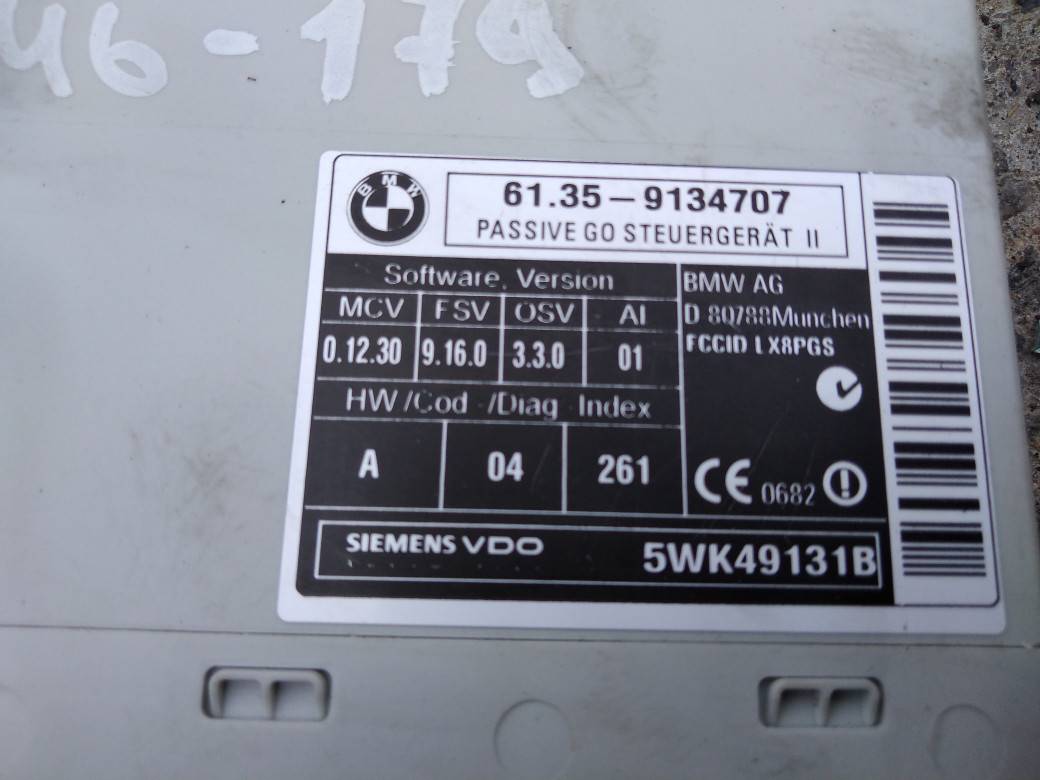 46-179
BMW
61.35-9134707
PASSIVE GO STEUERGERÄT II
Software, Version
MCV FSV OSV AI
0.12.30 9.16.0 3.3.0 01
HW/Cod /Diag Index
A 04 261
BMW AG
D 80788Munchen
FCCID LX8PGS
CE 0682
SIEMENS VDO 5WK49131B